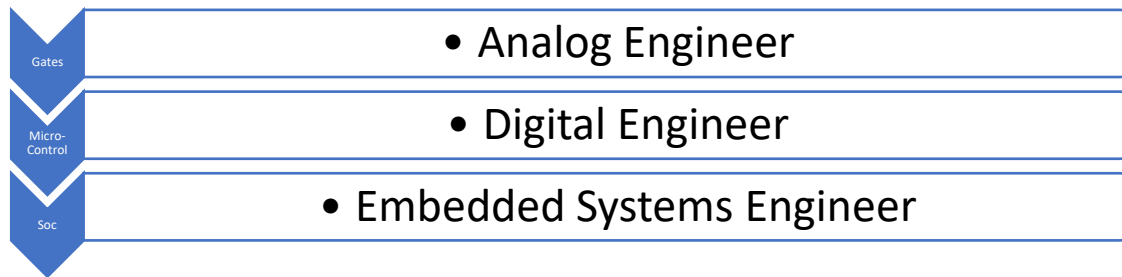 Gates
• Analog Engineer
Micro-
Control
• Digital Engineer
Soc
• Embedded Systems Engineer